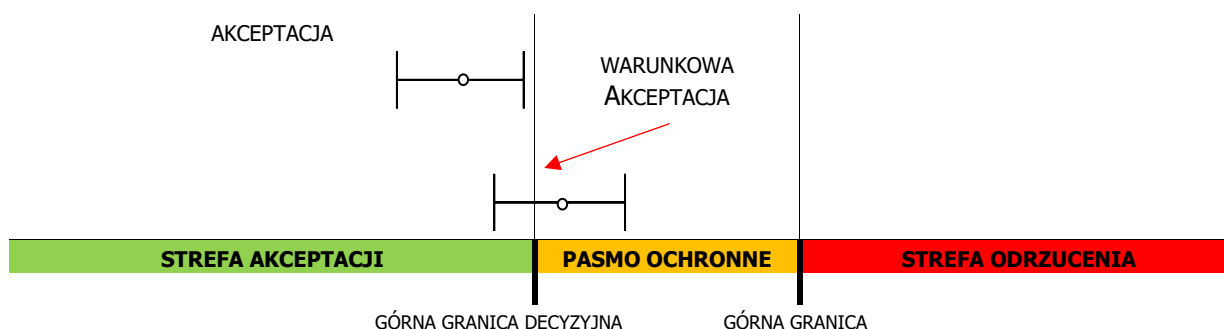 AKCEPTACJA
WARUNKOWA
AKCEPTACJA
STREFA AKCEPTACJI
PASMO OCHRONNE
STREFA ODRZUCENIA
GÓRNA GRANICA DECYZYJNA
GÓRNA GRANICA